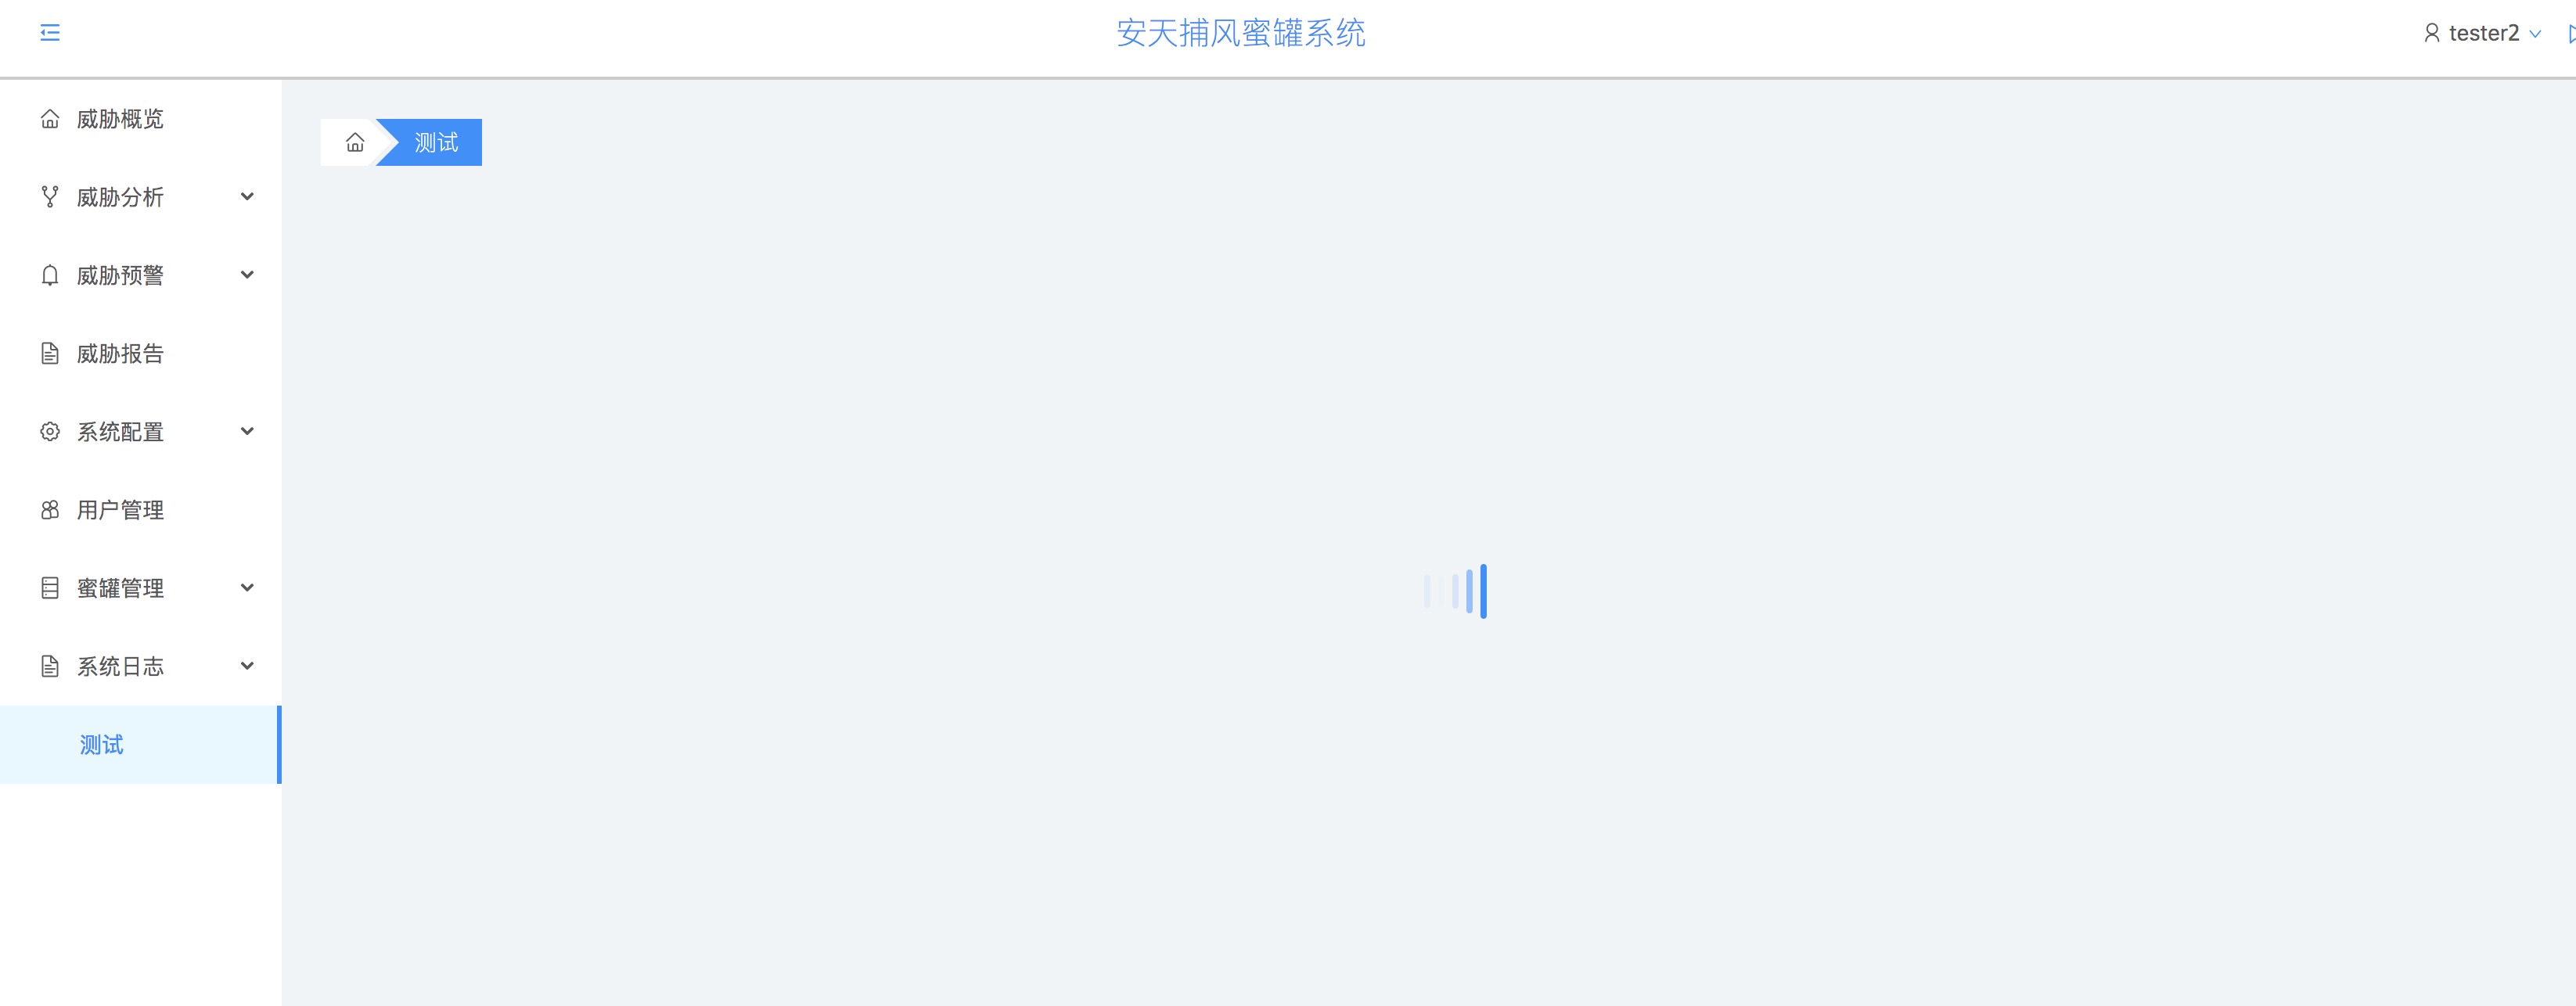 安天捕风蜜罐系统
tester2
威胁概览
威胁分析
威胁预警
威胁报告
系统配置
用户管理
蜜罐管理
系统日志
测试
测试